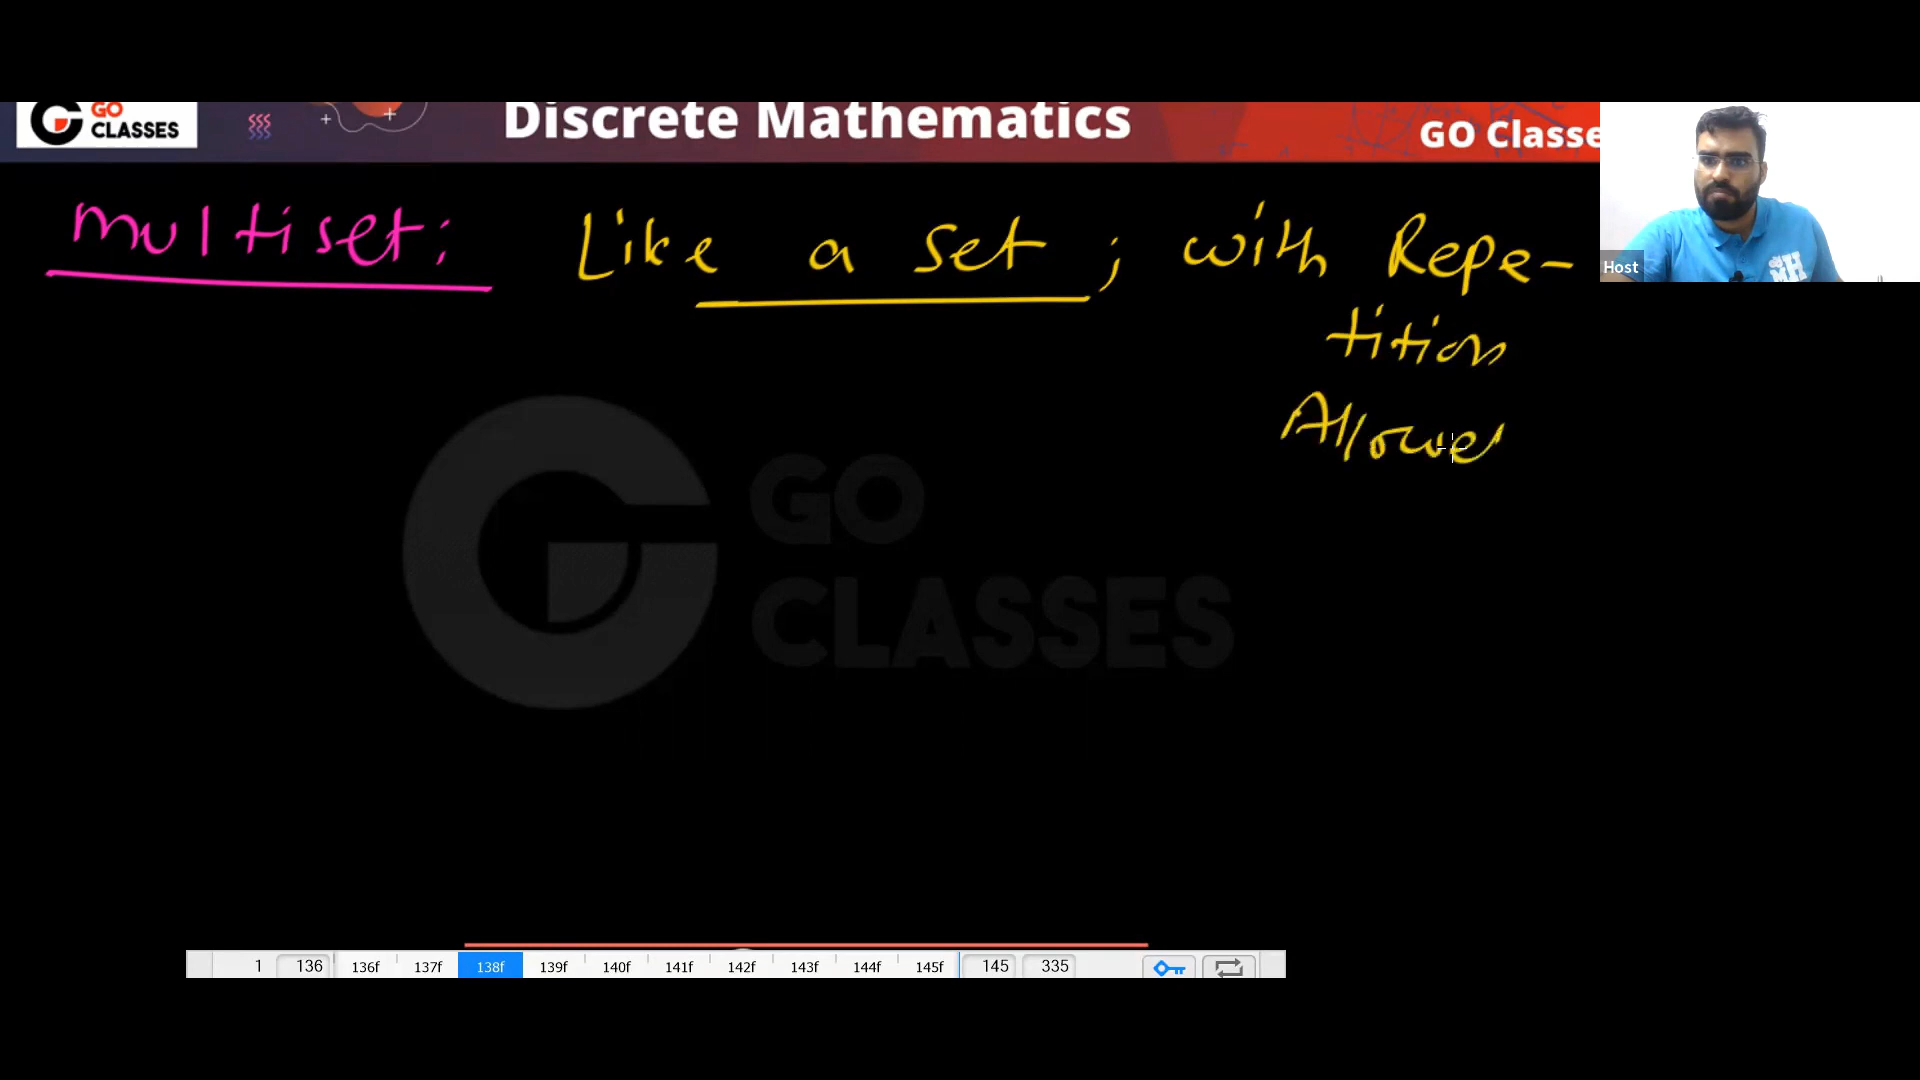 GO
CLASSES
Discrete Mathematics
GO Classe
Host
multiset: Like a set; with Repe-
tition
Allowe
GO
CLASSES
1 136 136f 137f 138f 139f 140f 141f 142f 143f 144f 145f 145 335